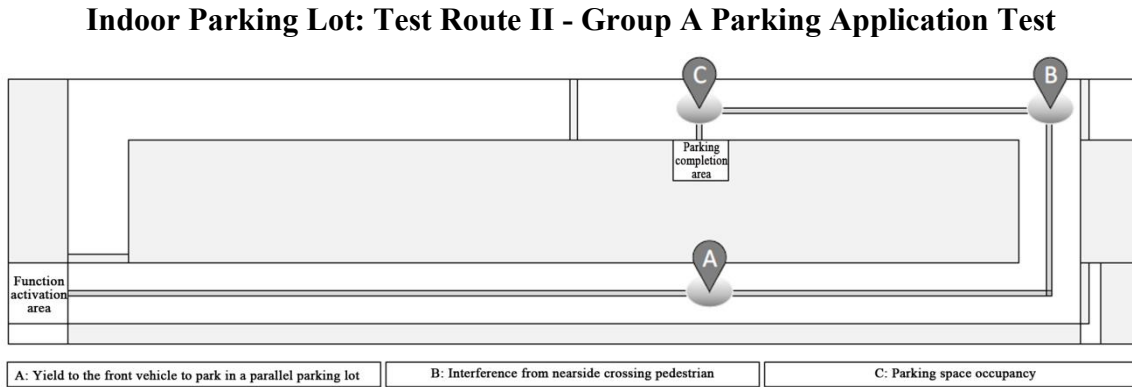 Indoor Parking Lot: Test Route II - Group A Parking Application Test
C
B
Parking
completion
area
A
Function
activation
area
A: Yield to the front vehicle to park in a parallel parking lot
B: Interference from nearside crossing pedestrian
C: Parking space occupancy